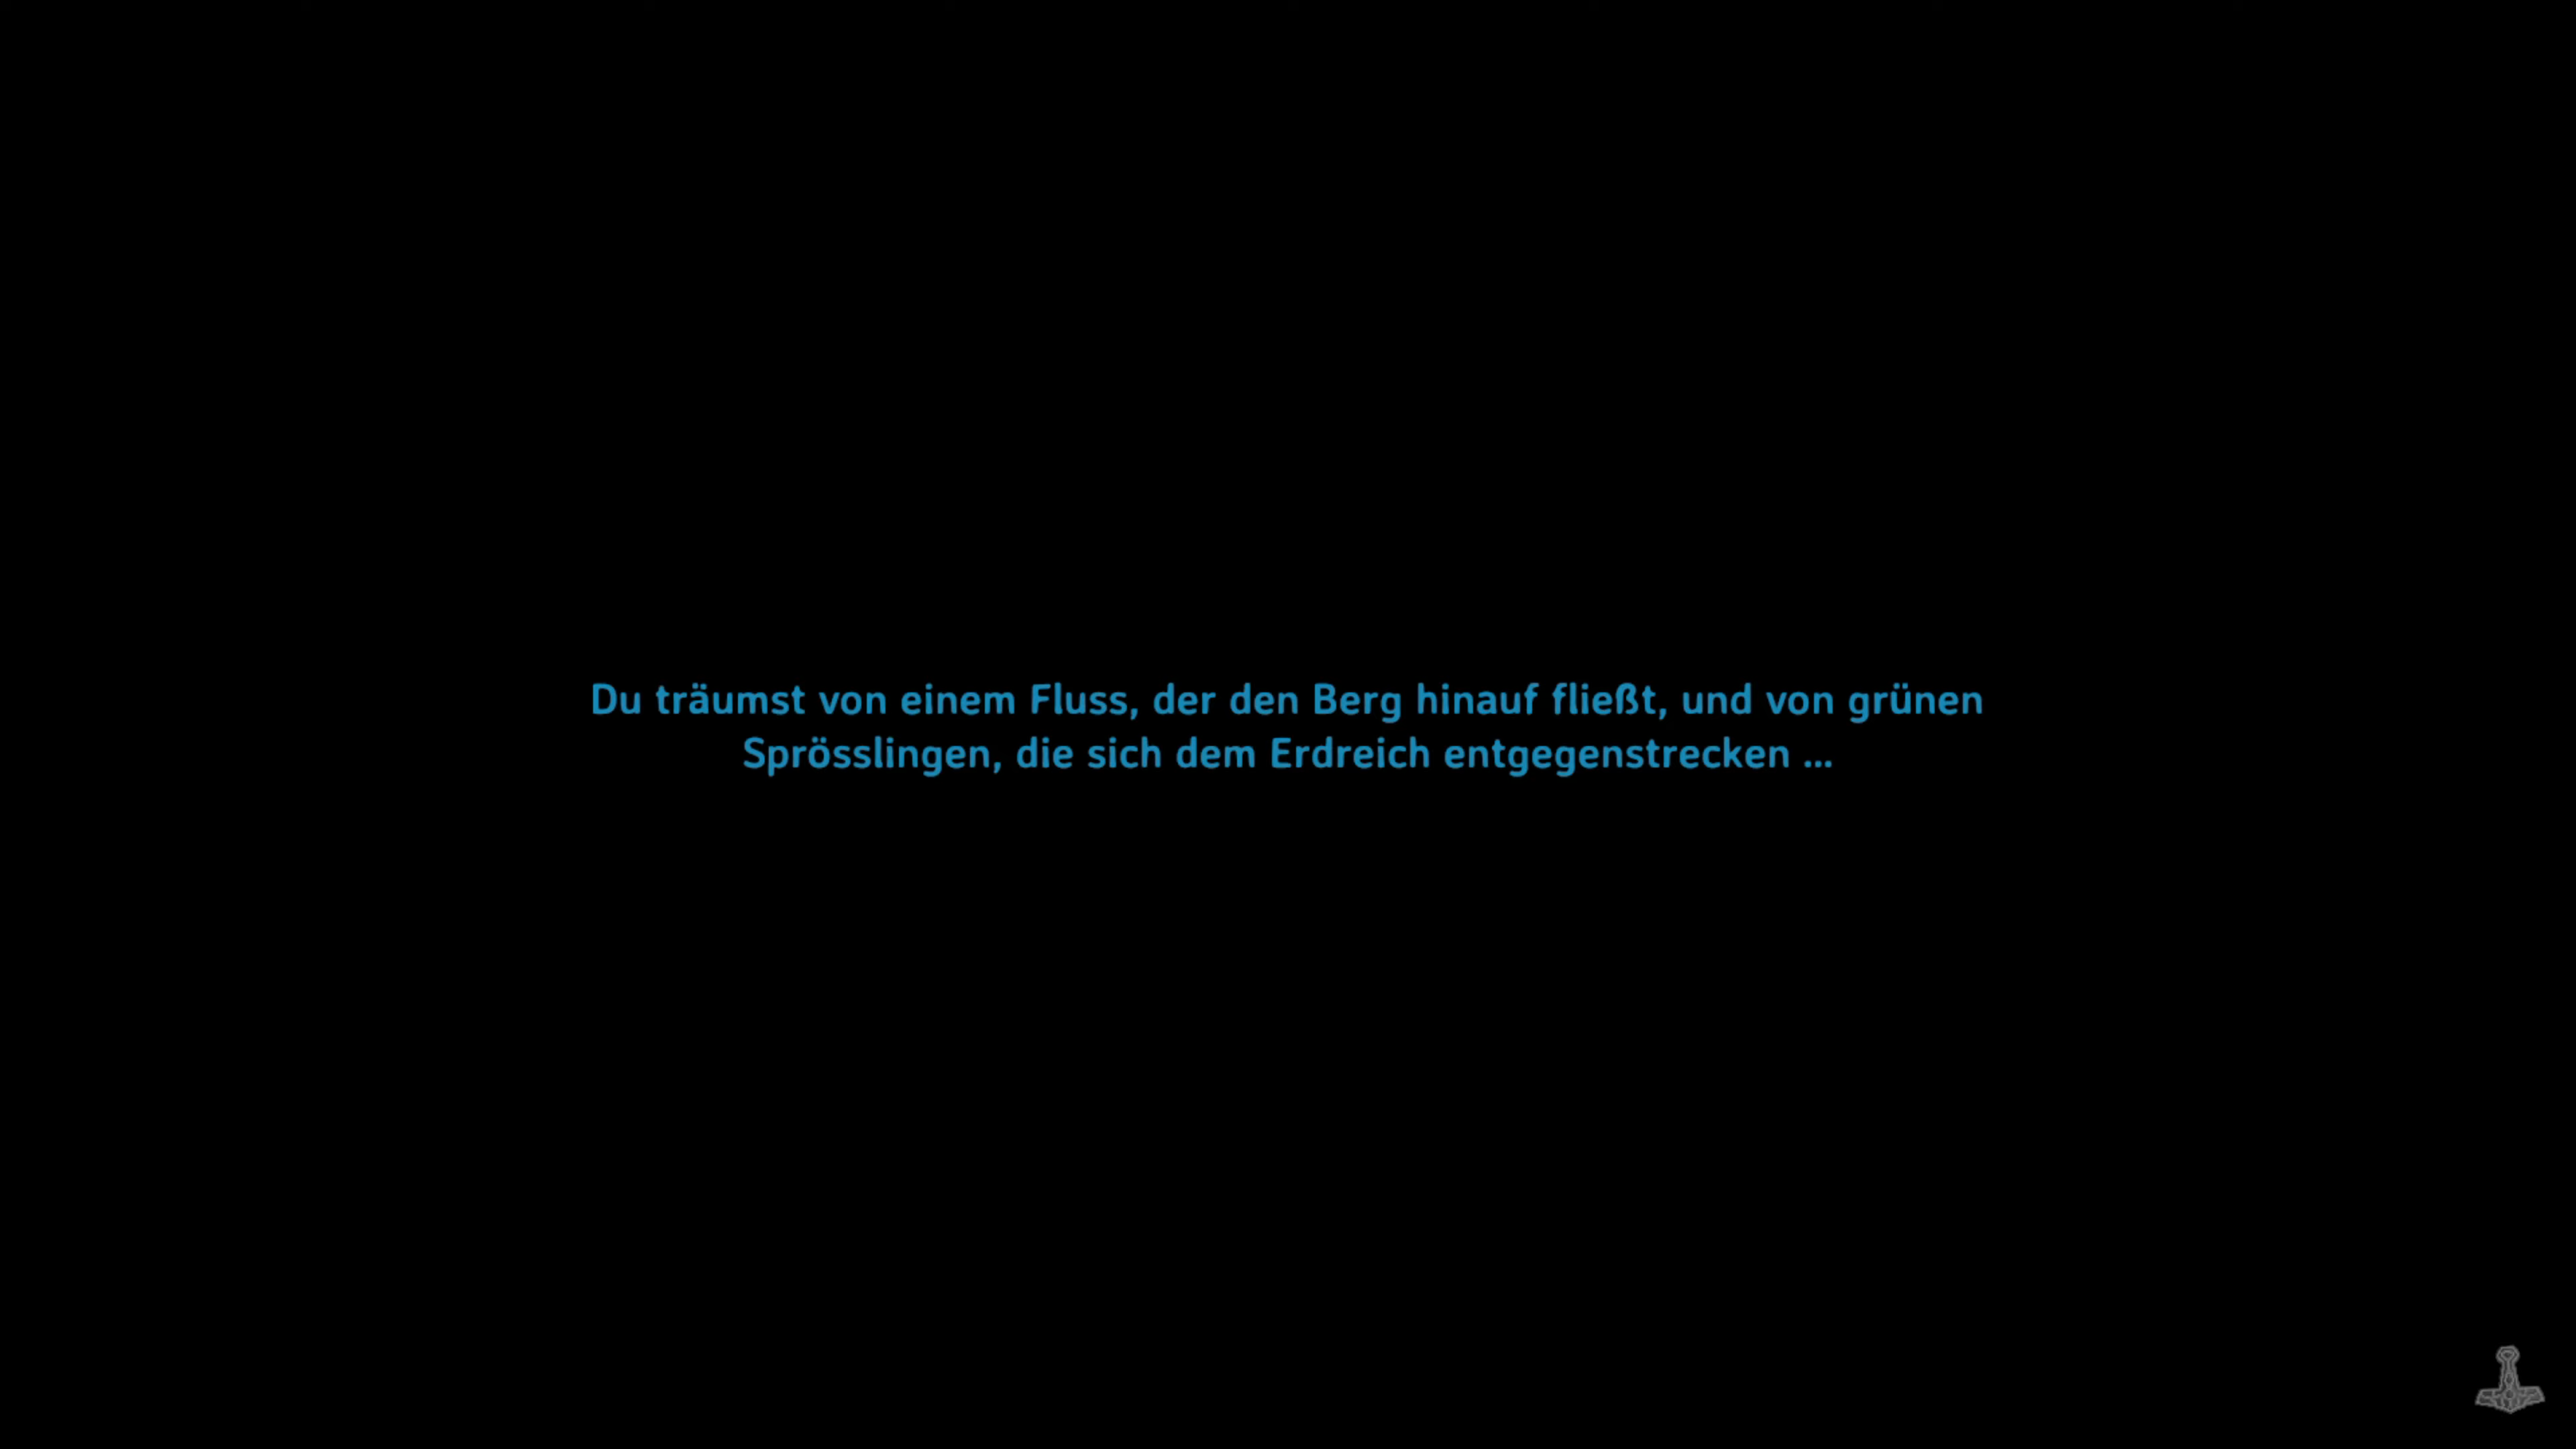 Du träumst von einem Fluss, der den Berg hinauf fließt, und von grünen
Sprösslingen, die sich dem Erdreich entgegenstrecken ...